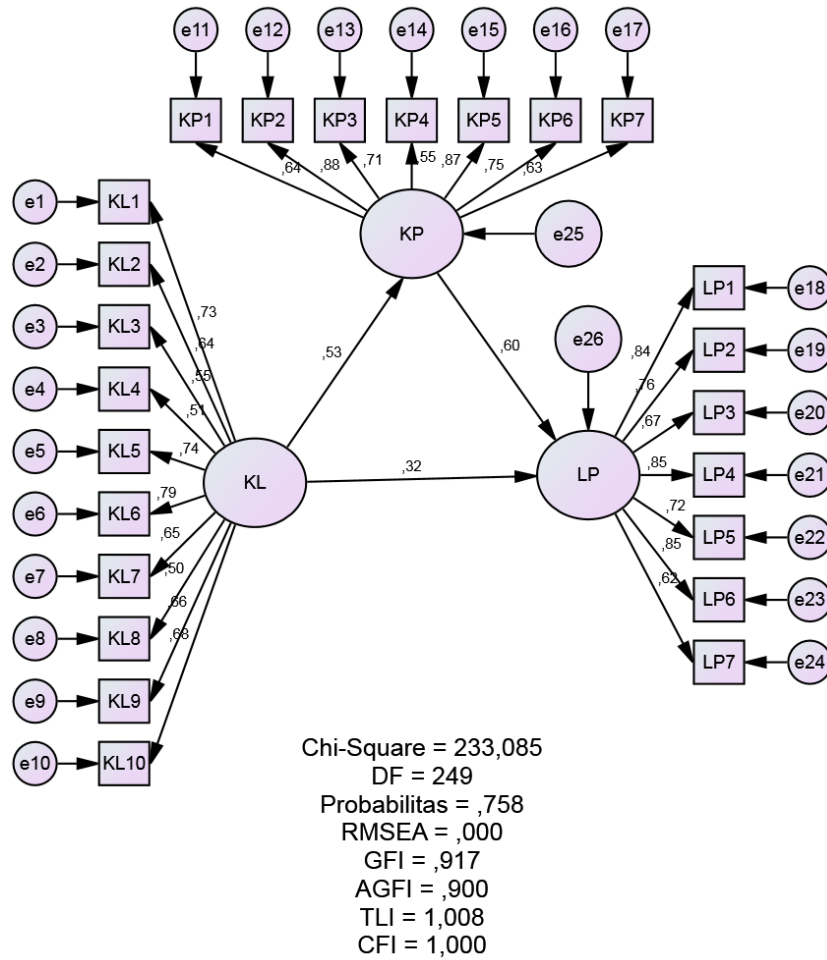 e11 e12 e13 e14 e15 e16 e17
KP1 KP2 KP3 KP4 KP5 KP6 KP7
,64 ,88 ,71 ,55 ,87 ,75 ,63
KP
e25
e1 KL1
e2 KL2
e3 KL3
e4 KL4
e5 KL5
e6 KL6
e7 KL7
e8 KL8
e9 KL9
e10 KL10
,73
,64
,55
,51
,74
,79
,65
,50
,66
,68
KL
,53
,60
,32
e26
LP
,84
,76
,67
,85
,72
,85
,62
LP1 e18
LP2 e19
LP3 e20
LP4 e21
LP5 e22
LP6 e23
LP7 e24
Chi-Square = 233,085
DF = 249
Probabilitas = ,758
RMSEA = ,000
GFI = ,917
AGFI = ,900
TLI = 1,008
CFI = 1,000